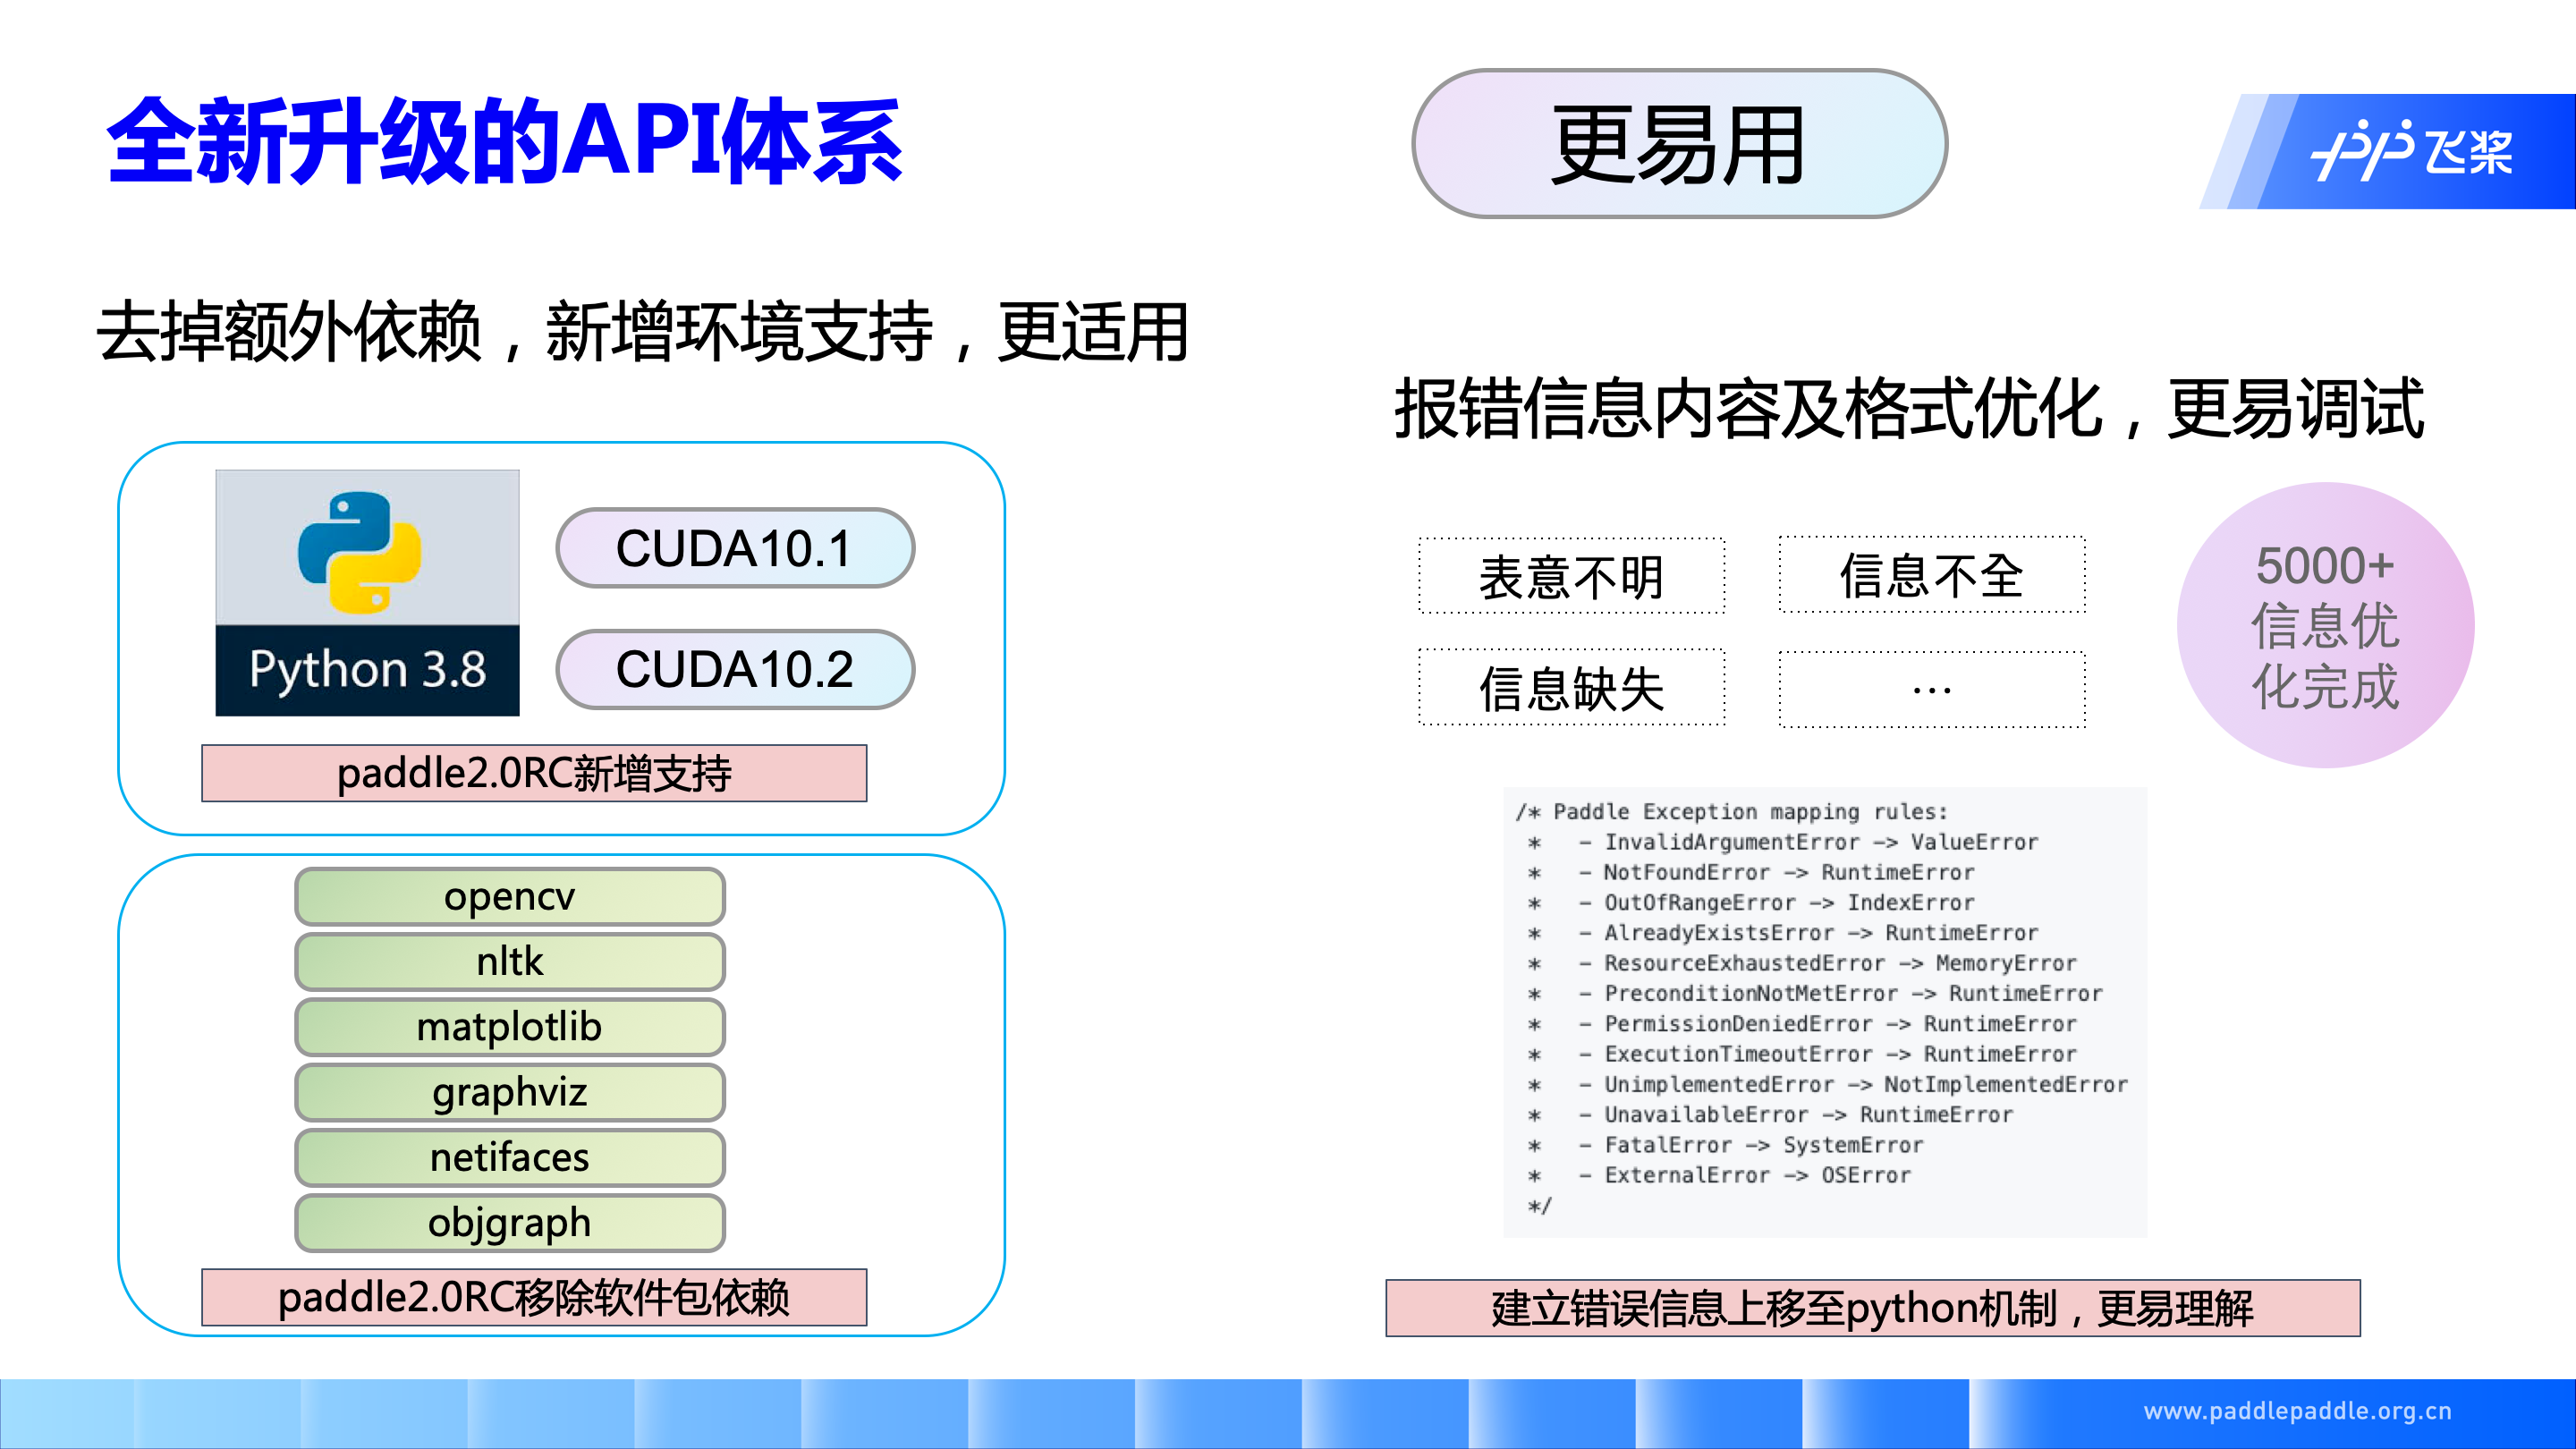 全新升级的API体系
更易用
飞桨
去掉额外依赖，新增环境支持，更适用
Python 3.8
CUDA10.1
CUDA10.2
paddle2.0RC新增支持
opencv
nltk
matplotlib
graphviz
netifaces
objgraph
paddle2.0RC移除软件包依赖
报错信息内容及格式优化，更易调试
表意不明
信息不全
信息缺失
…
5000+
信息优
化完成
/* Paddle Exception mapping rules:
 *   - InvalidArgumentError -> ValueError
 *   - NotFoundError -> RuntimeError
 *   - OutOfRangeError -> IndexError
 *   - AlreadyExistsError -> RuntimeError
 *   - ResourceExhaustedError -> MemoryError
 *   - PreconditionNotMetError -> RuntimeError
 *   - PermissionDeniedError -> RuntimeError
 *   - ExecutionTimeoutError -> RuntimeError
 *   - UnimplementedError -> NotImplementedError
 *   - UnavailableError -> RuntimeError
 *   - FatalError -> SystemError
 *   - ExternalError -> OSError
 */
建立错误信息上移至python机制，更易理解
www.paddlepaddle.org.cn